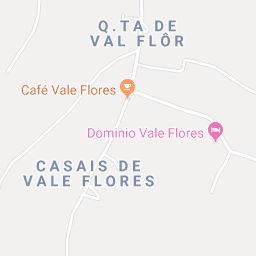 Q.TA DE
VAL FLÔR
Café Vale Flores
Dominio Vale Flores
CASAIS DE
VALE FLORES